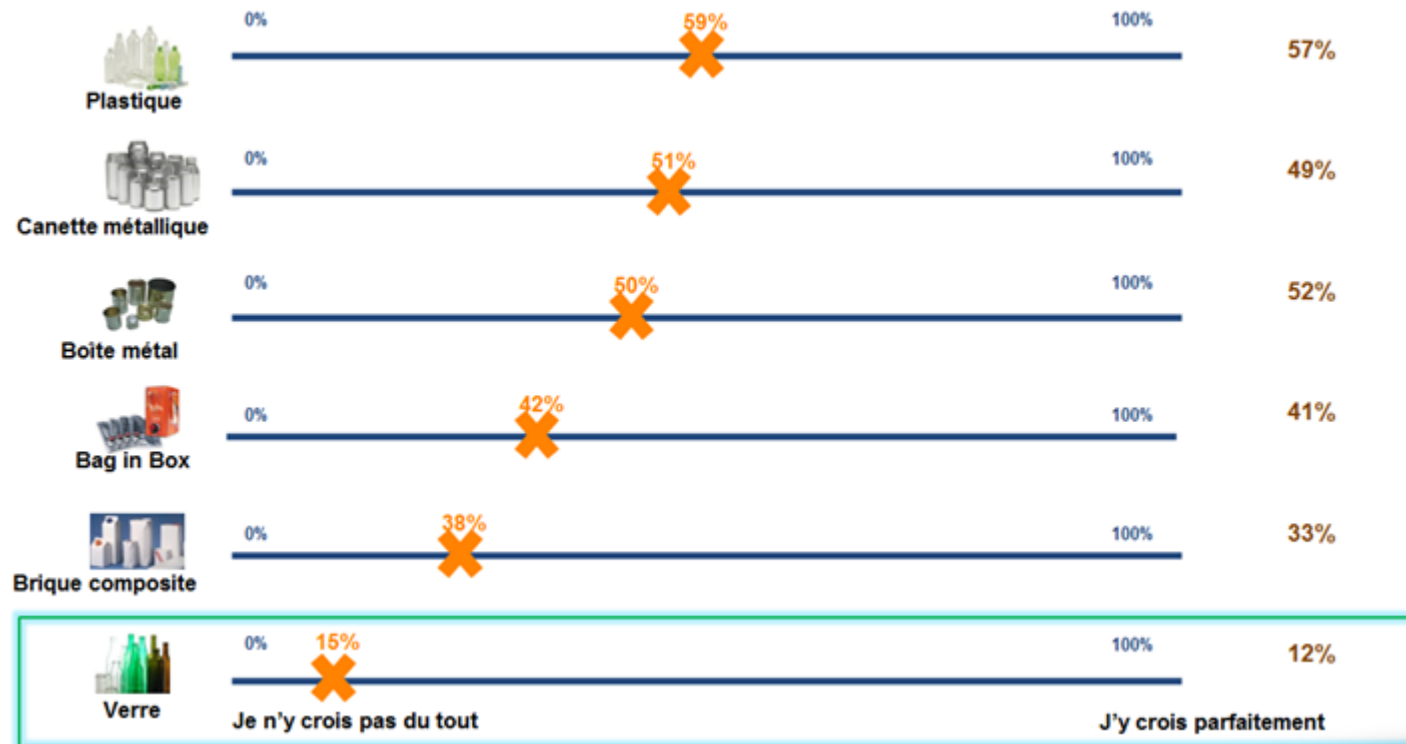 0% 59% 100% 57%
Plastique
0% 51% 100% 49%
Canette métallique
0% 50% 100% 52%
Boîte métal
0% 42% 100% 41%
Bag in Box
0% 38% 100% 33%
Brique composite
0% 15% 100% 12%
Verre
Je n'y crois pas du tout J'y crois parfaitement